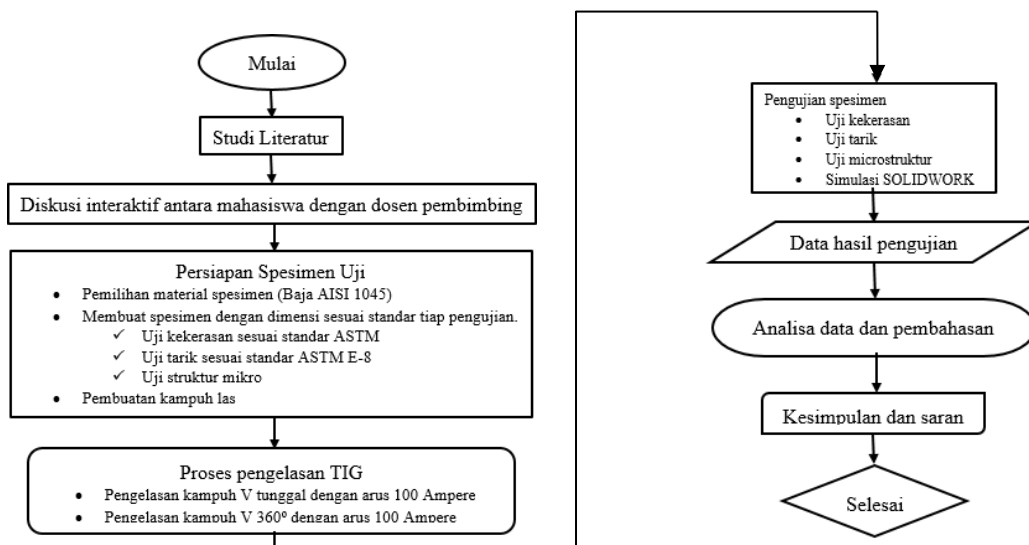 Mulai
Studi Literatur
Diskusi interaktif antara mahasiswa dengan dosen pembimbing
Persiapan Spesimen Uji
• Pemilihan material spesimen (Baja AISI 1045)
• Membuat spesimen dengan dimensi sesuai standar tiap pengujian.
✓ Uji kekerasan sesuai standar ASTM
✓ Uji tarik sesuai standar ASTM E-8
✓ Uji struktur mikro
• Pembuatan kampuh las
Proses pengelasan TIG
• Pengelasan kampuh V tunggal dengan arus 100 Ampere
• Pengelasan kampuh V 360º dengan arus 100 Ampere
Pengujian spesimen
• Uji kekerasan
• Uji tarik
• Uji microstruktur
• Simulasi SOLIDWORK
Data hasil pengujian
Analisa data dan pembahasan
Kesimpulan dan saran
Selesai